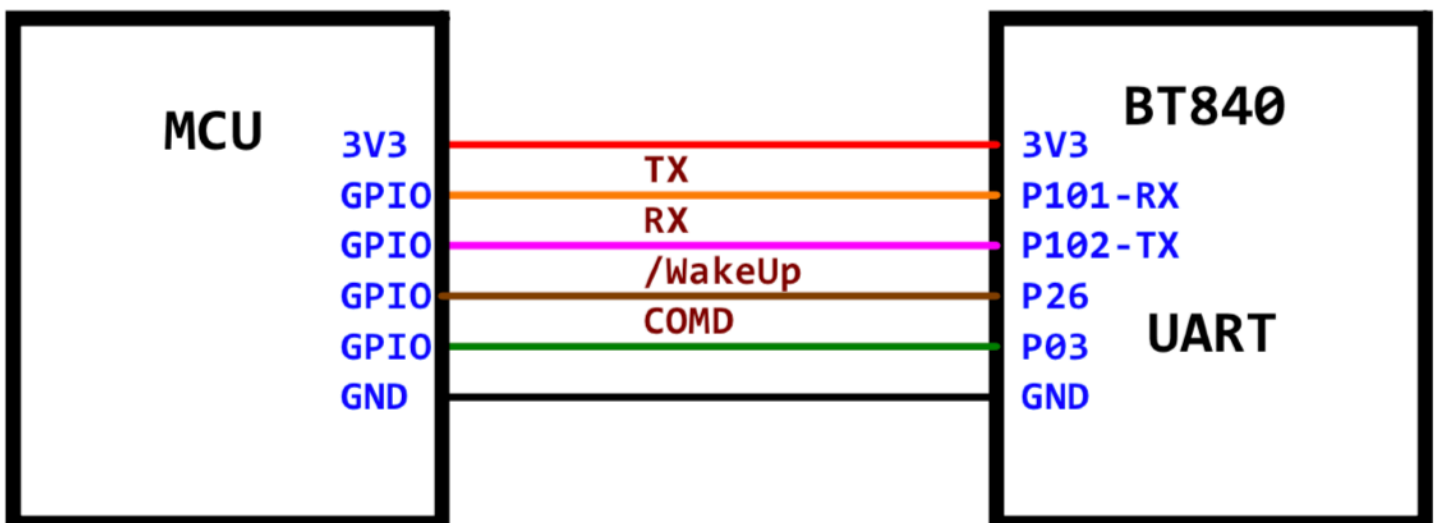 BT840
MCU 3V3 3V3
TX
GPIO P101-RX
RX
GPIO P102-TX
/WakeUp
GPIO P26
COMD
GPIO P03 UART
GND GND